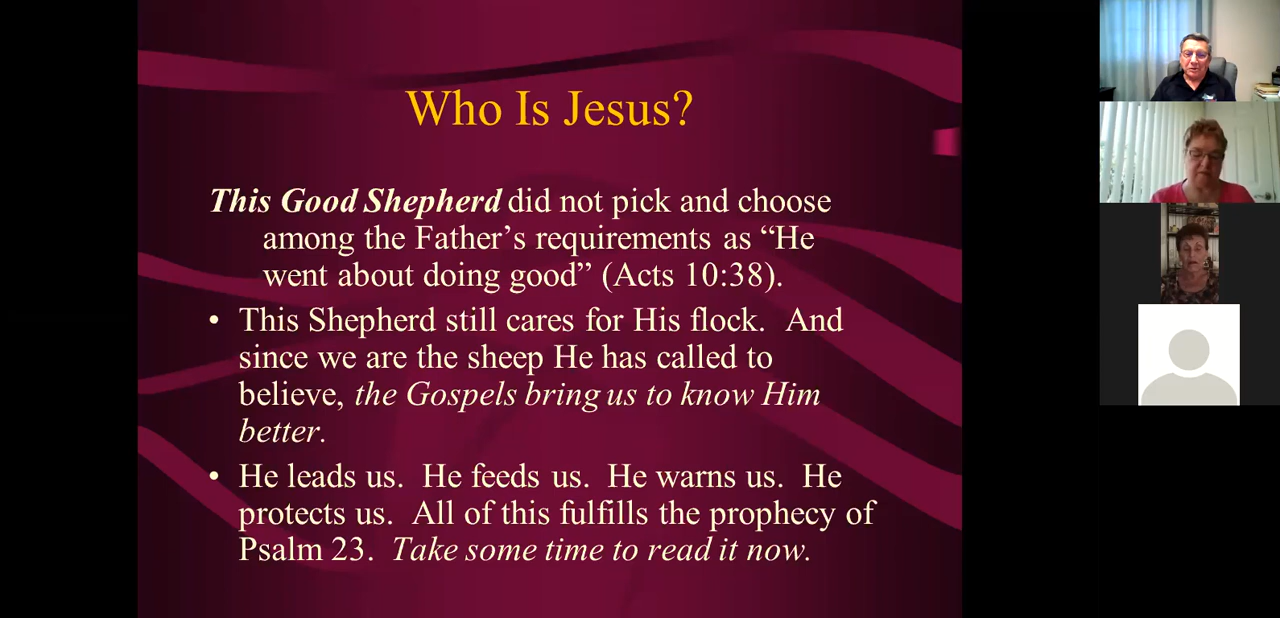 Who Is Jesus?
This Good Shepherd did not pick and choose
among the Father’s requirements as “He
went about doing good” (Acts 10:38).
• This Shepherd still cares for His flock.  And
since we are the sheep He has called to
believe, the Gospels bring us to know Him
better.
• He leads us.  He feeds us.  He warns us.  He
protects us.  All of this fulfills the prophecy of
Psalm 23.  Take some time to read it now.